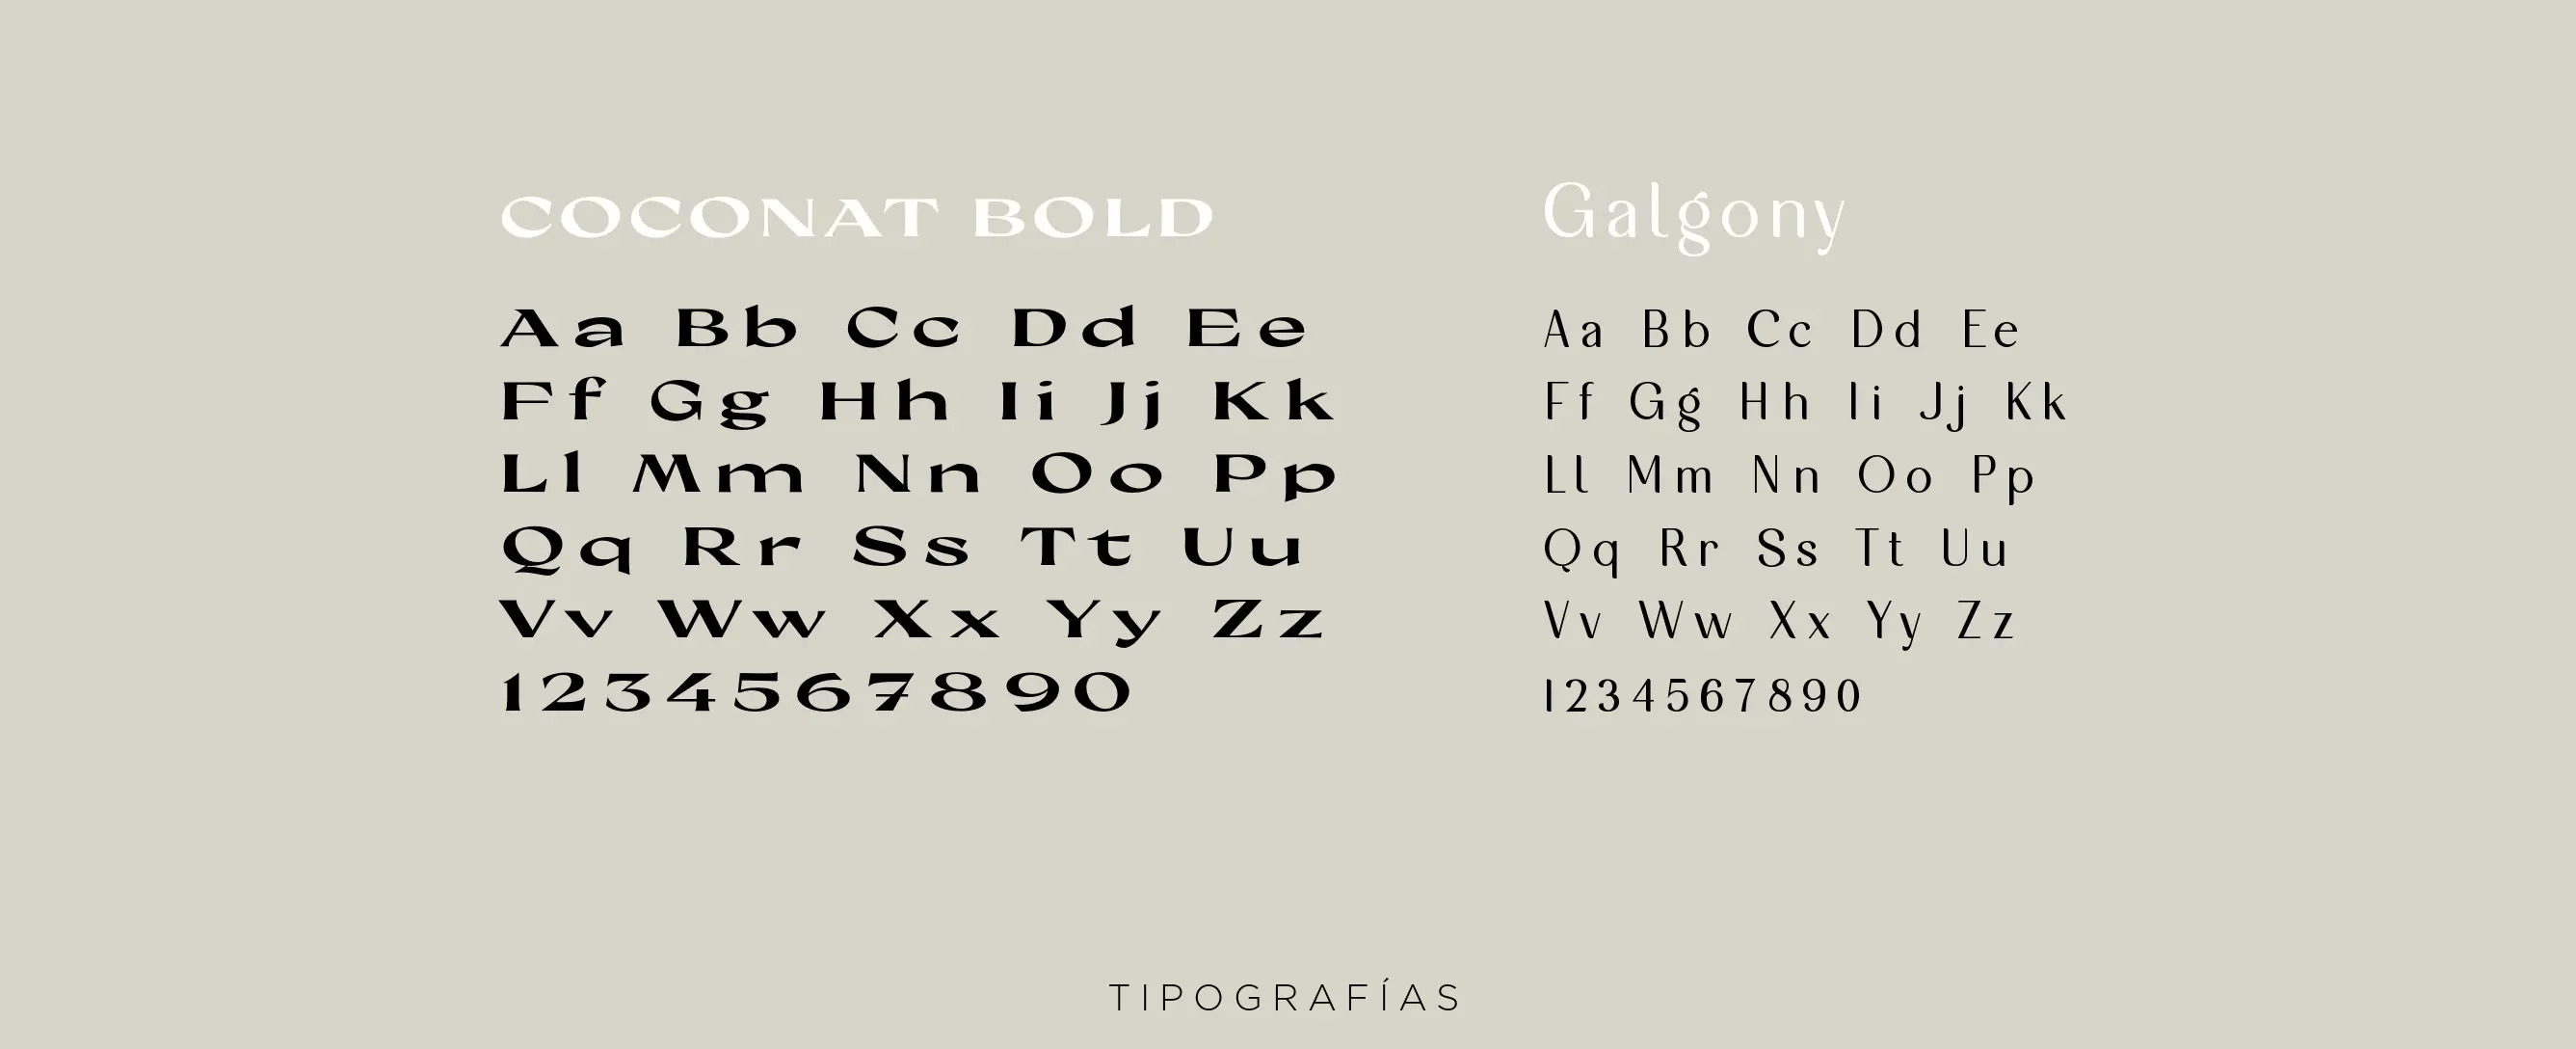 COCONAT BOLD
Aa Bb Cc Dd Ee
Ff Gg Hh Ii Jj Kk
Ll Mm Nn Oo Pp
Qq Rr Ss Tt Uu
Vv Ww Xx Yy Zz
1234567890
Galgony
Aa Bb Cc Dd Ee
Ff Gg Hh Ii Jj Kk
Ll Mm Nn Oo Pp
Qq Rr Ss Tt Uu
Vv Ww Xx Yy Zz
1234567890
TIPOGRAFÍAS